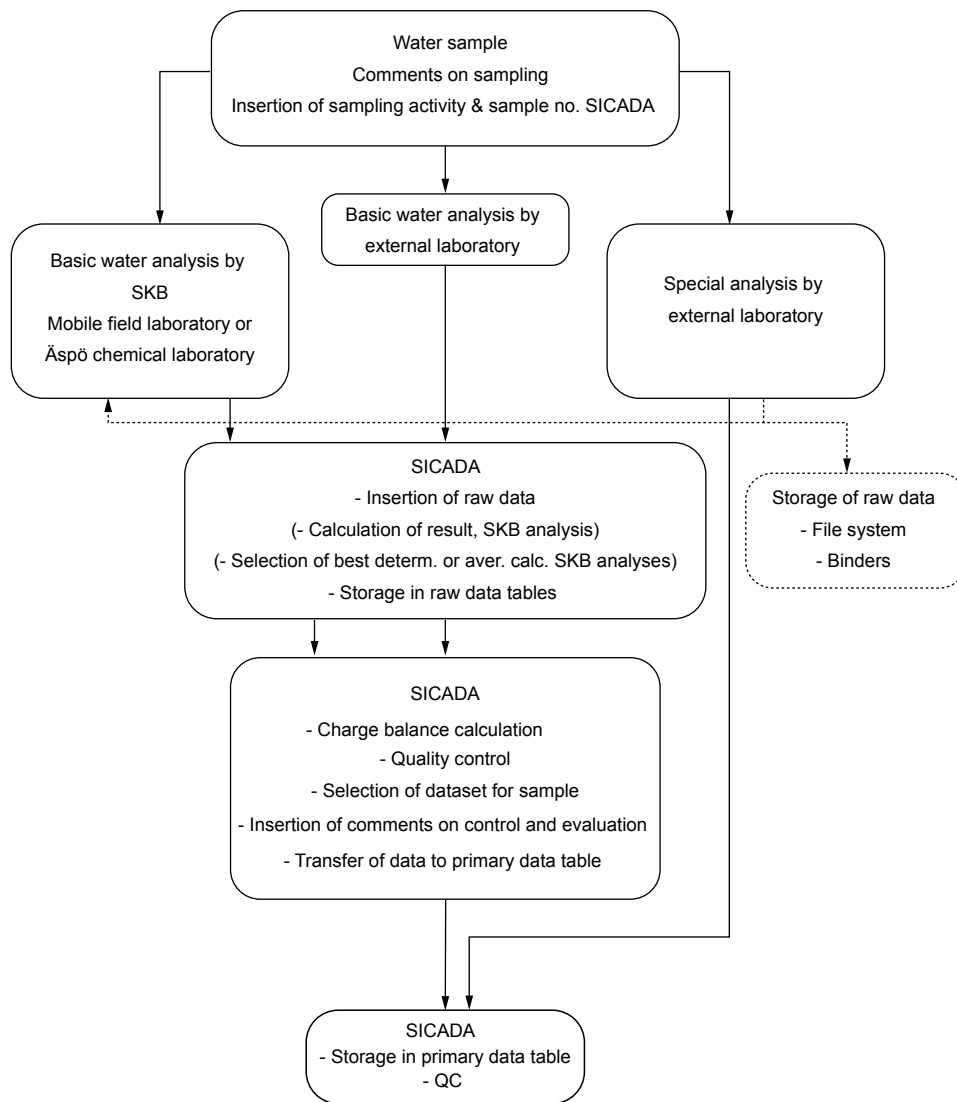 Water sample
Comments on sampling
Insertion of sampling activity & sample no. SICADA
Basic water analysis by
SKB
Mobile field laboratory or
Äspö chemical laboratory
Basic water analysis by
external laboratory
Special analysis by
external laboratory
SICADA
- Insertion of raw data
(- Calculation of result, SKB analysis)
(- Selection of best determ. or aver. calc. SKB analyses)
- Storage in raw data tables
Storage of raw data
- File system
- Binders
SICADA
- Charge balance calculation
- Quality control
- Selection of dataset for sample
- Insertion of comments on control and evaluation
- Transfer of data to primary data table
SICADA
- Storage in primary data table
- QC